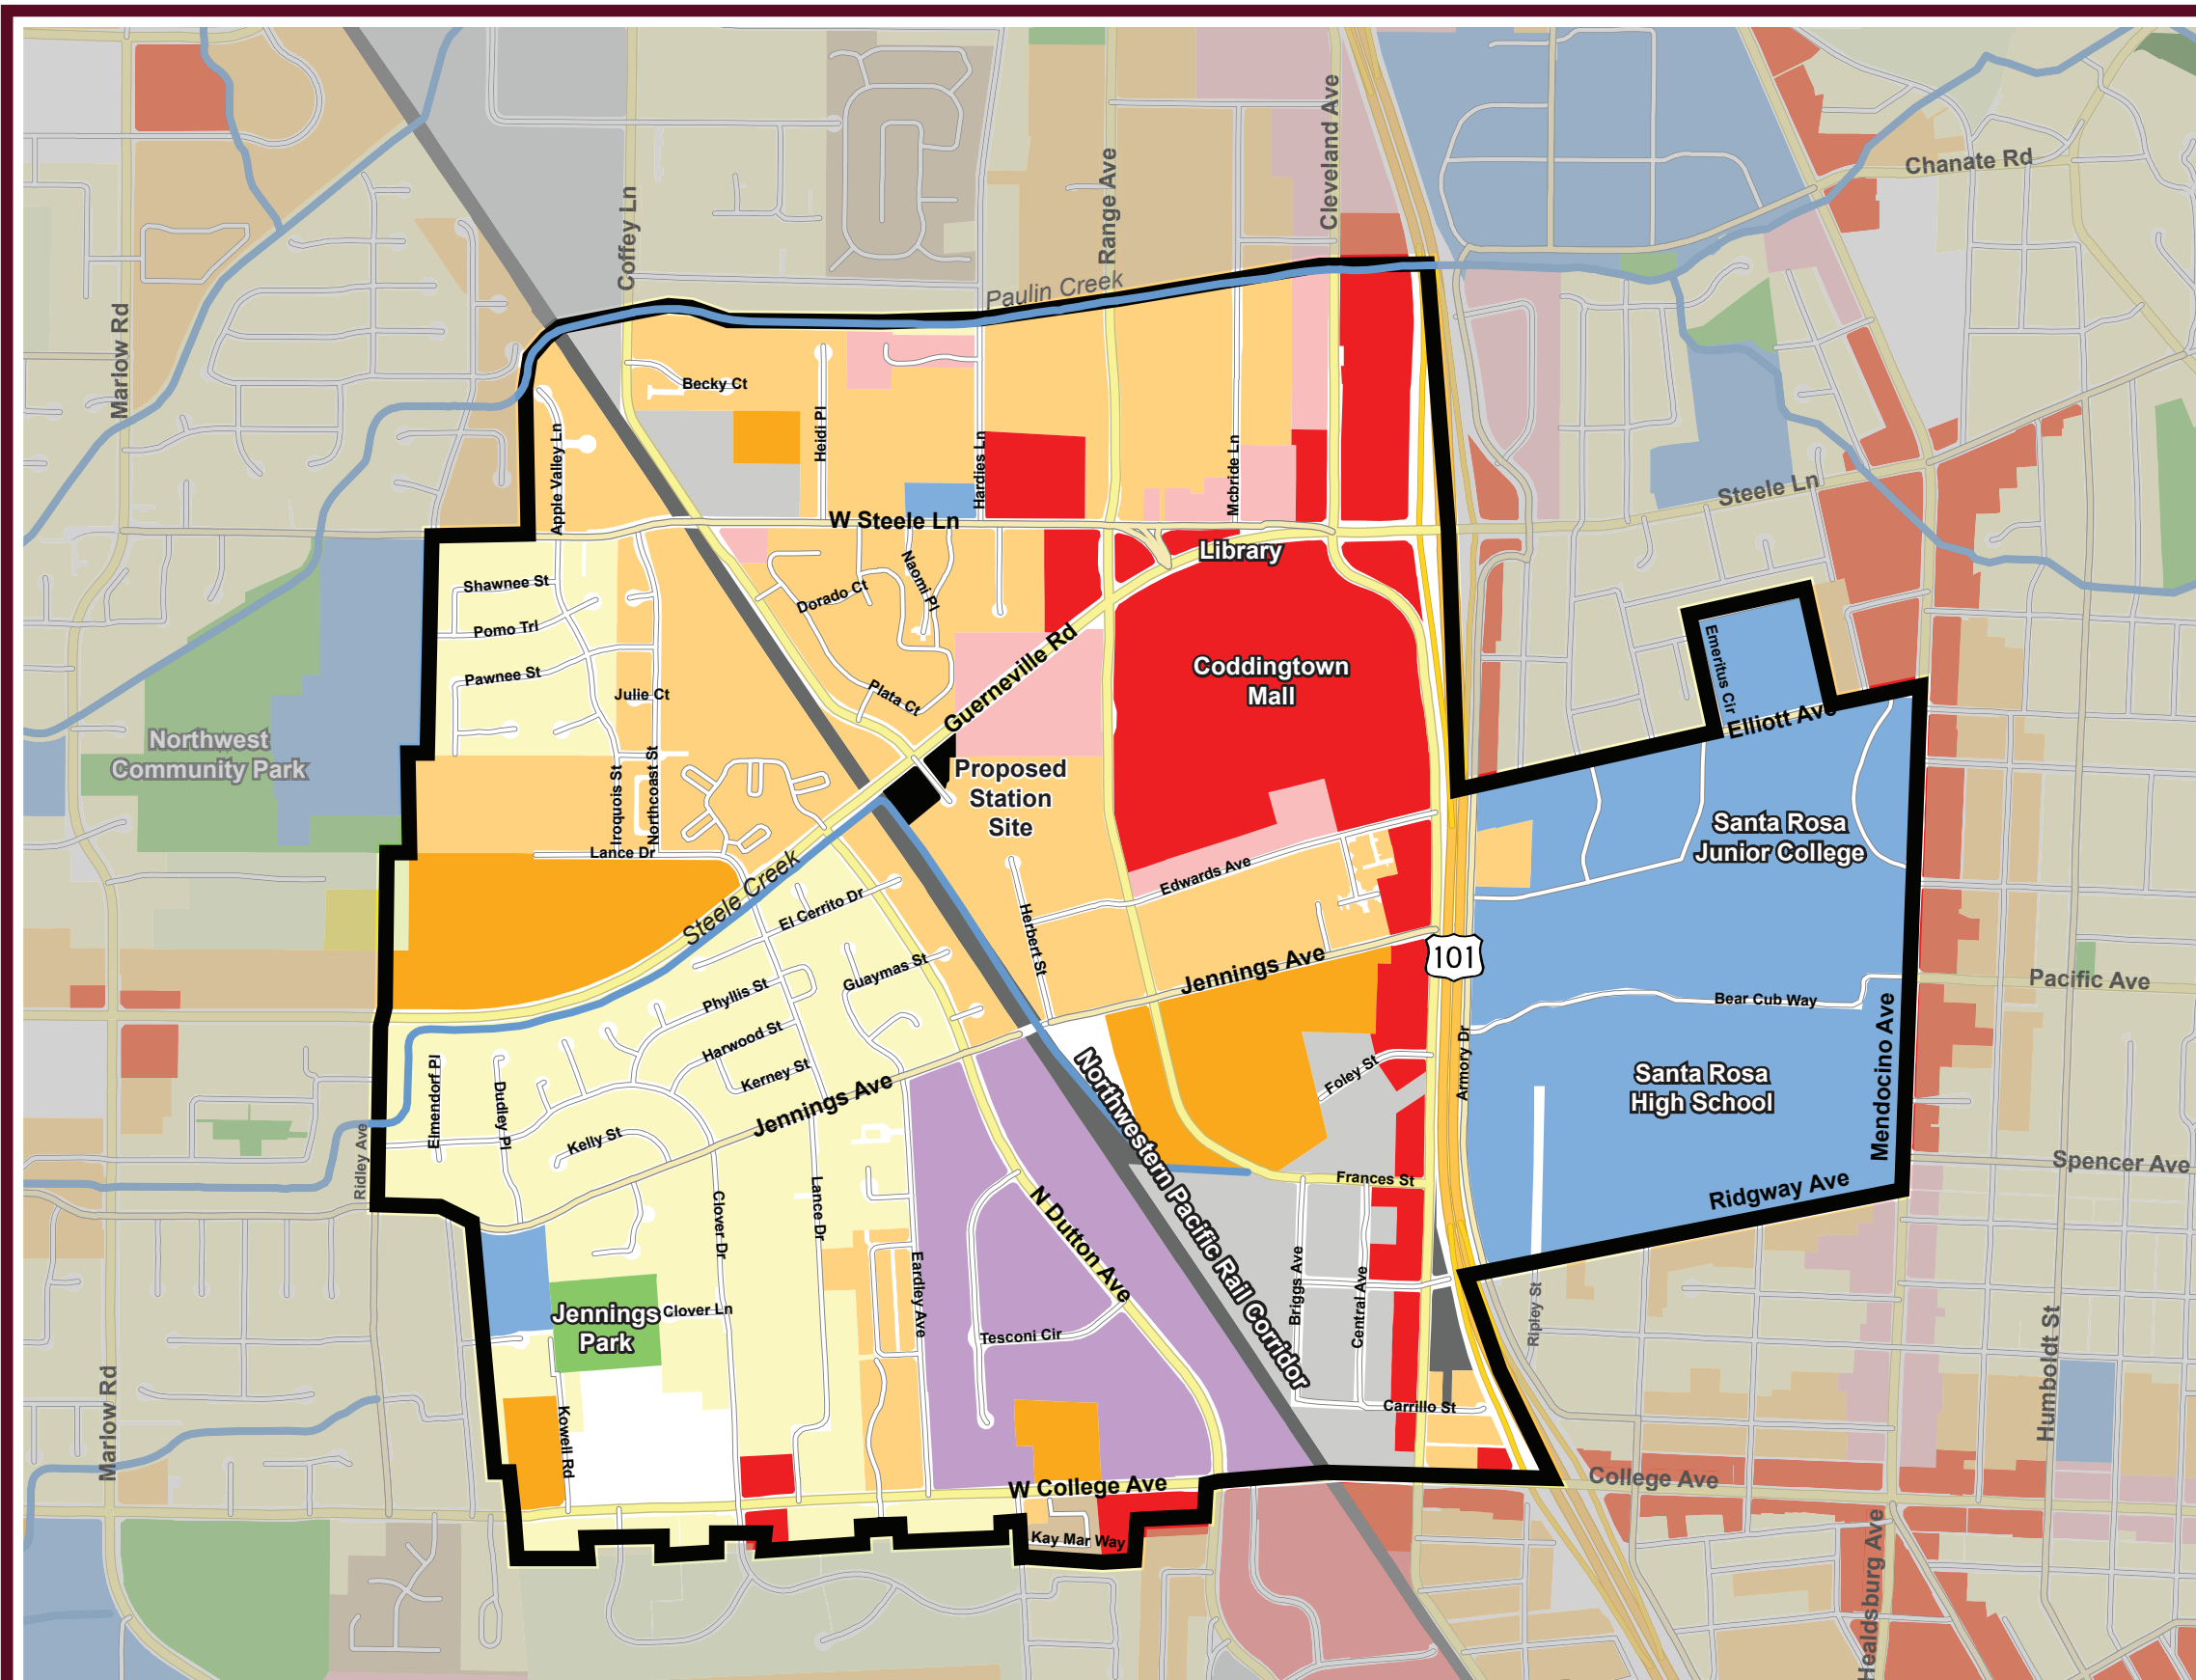 Cleveland Ave
Chanate Rd
Range Ave
Coffey Ln
Paulin Creek
Marlow Rd
Becky Ct
Heidi Pl
Apple Valley Ln
Hardies Ln
Mcbride Ln
Steele Ln
W Steele Ln
Library
Naomi Pl
Shawnee St
Dorado Ct
Pomo Trl
Emeritus Cir
Guerneville Rd
Coddingtown
Mall
Pawnee St
Julie Ct
Plata Ct
Elliott Ave
Northwest
Community Park
Iroquois St
Northcoast St
Proposed
Station
Site
Santa Rosa
Junior College
Lance Dr
Steele Creek
Edwards Ave
El Cerrito Dr
Herbert St
101
Jennings Ave
Guaymas St
Pacific Ave
Phyllis St
Bear Cub Way
Harwood St
Mendocino Ave
Armory Dr
Kerney St
Foley St
Santa Rosa
High School
Elmendorf Pl
Dudley Pl
Jennings Ave
Kelly St
Northwestern Pacific Rail Corridor
Ridley Ave
Spencer Ave
Frances St
Ridgway Ave
N Dutton Ave
Clover Dr
Lance Dr
Eardley Ave
Briggs Ave
Central Ave
Ripley St
Humboldt St
Jennings
Park
Clover Ln
Tesconi Cir
Marlow Rd
Kowell Rd
Carrillo St
W College Ave
College Ave
Kay Mar Way
Healdsburg Ave